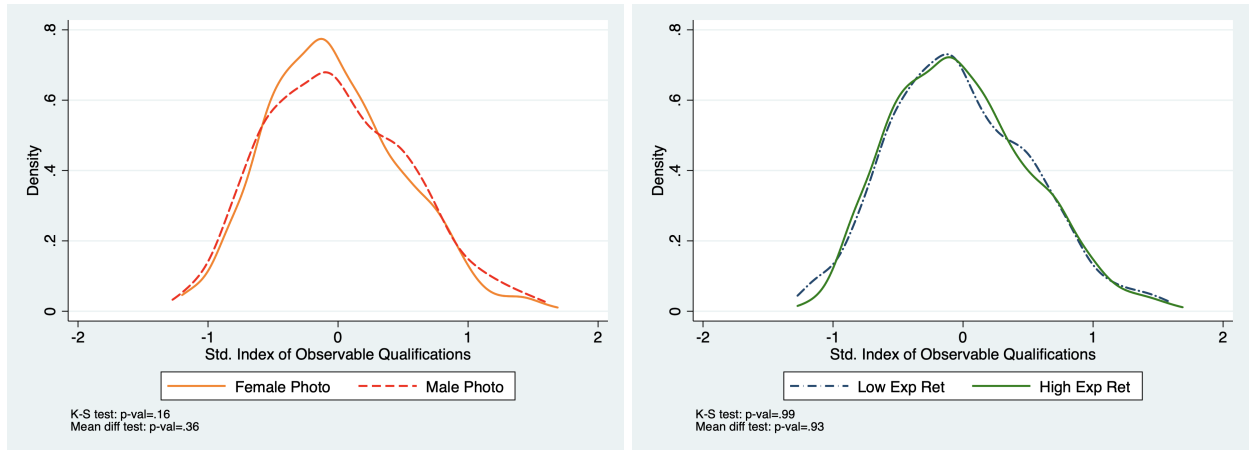 .8
.6
.4
.2
0
Density
-2 -1 0 1 2
Std. Index of Observable Qualifications
Female Photo Male Photo
K-S test: p-val=.16
Mean diff test: p-val=.36
.8
.6
.4
.2
0
Density
-2 -1 0 1 2
Std. Index of Observable Qualifications
Low Exp Ret High Exp Ret
K-S test: p-val=.99
Mean diff test: p-val=.93